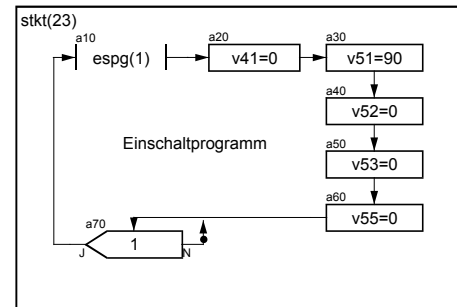 stkt(23)
a10
espg(1)
a20
v41=0
a30
v51=90
a40
v52=0
Einschaltprogramm
a50
v53=0
a60
v55=0
a70
J
1
N